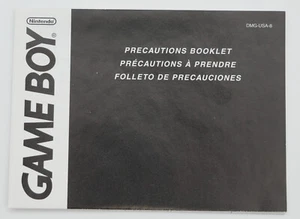 Nintendo®
GAME BOY
DMG-USA-6
PRECAUTIONS BOOKLET
PRÉCAUTIONS À PRENDRE
FOLLETO DE PRECAUCIONES